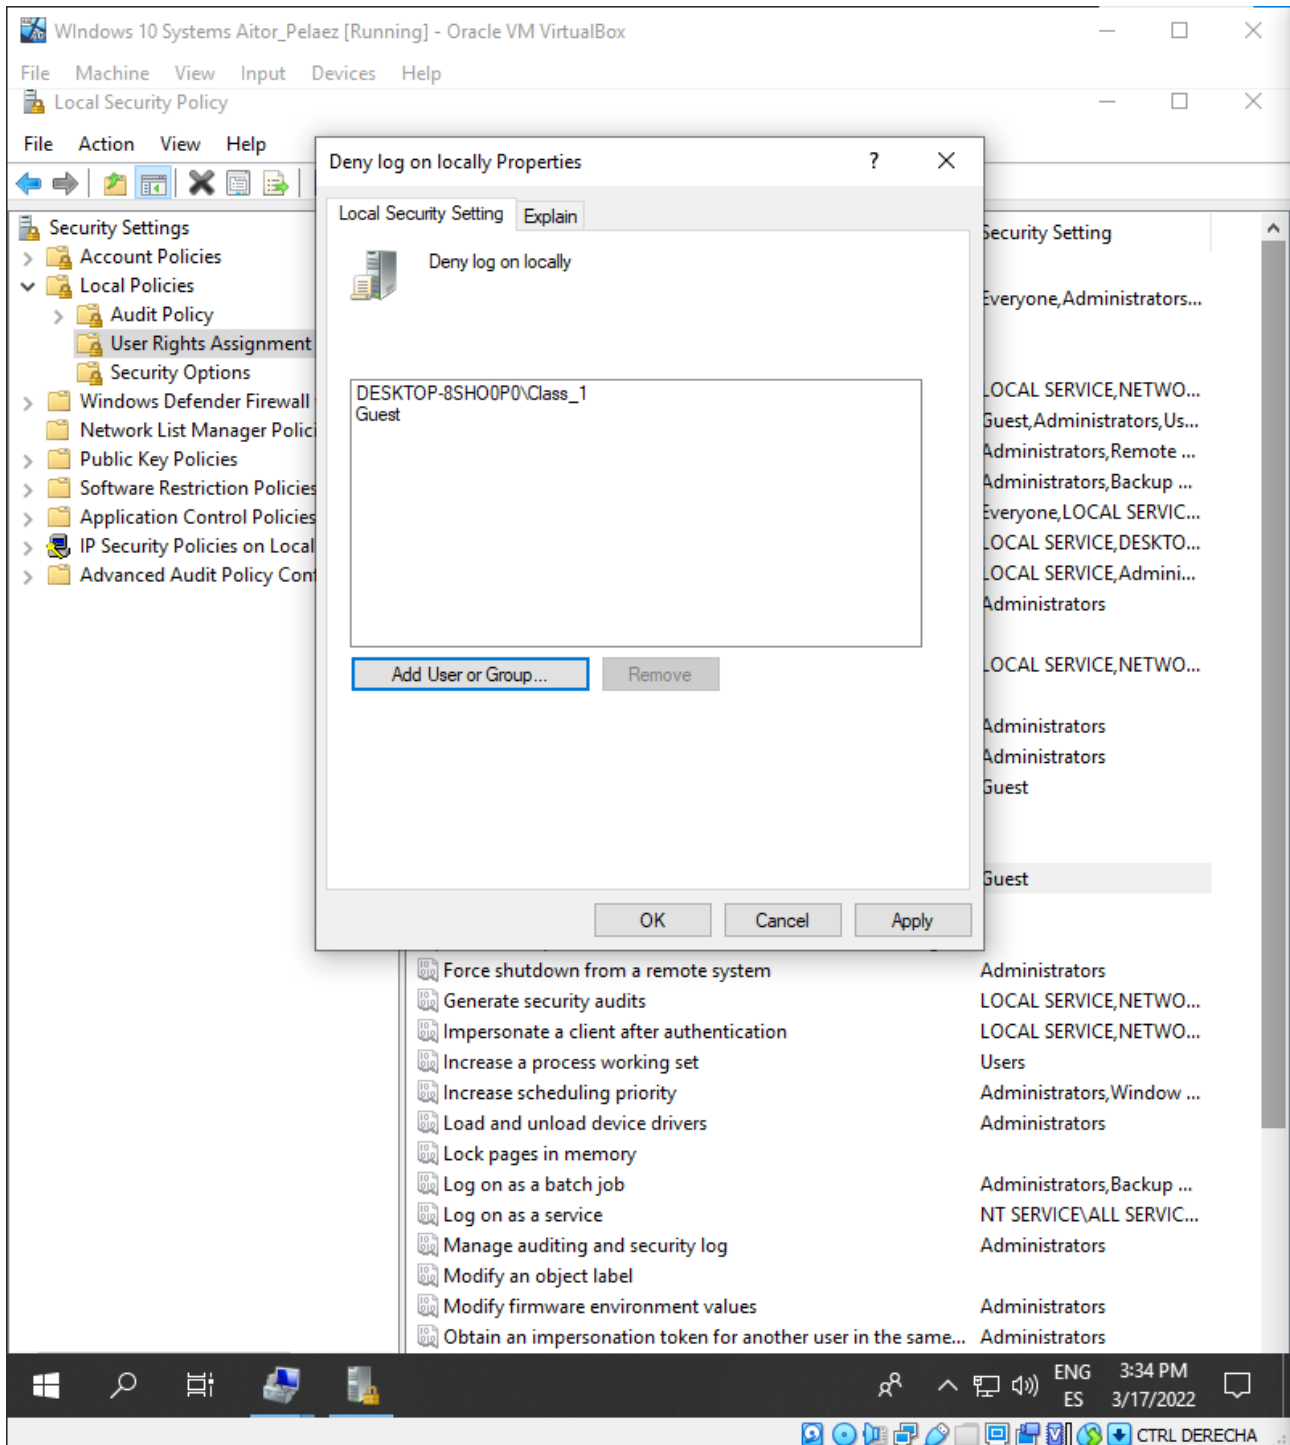 WIndows 10 Systems Aitor_Pelaez [Running] - Oracle VM VirtualBox
File Machine View Input Devices Help
Local Security Policy
File Action View Help
Deny log on locally Properties
?
Local Security Setting
Explain
Deny log on locally
DESKTOP-8SHO0P0\Class_1
Guest
Add User or Group...
Remove
OK
Cancel
Apply
Security Settings
Account Policies
Local Policies
Audit Policy
User Rights Assignment
Security Options
Windows Defender Firewall
Network List Manager Polici
Public Key Policies
Software Restriction Policies
Application Control Policies
IP Security Policies on Local
Advanced Audit Policy Conf
Security Setting
Everyone,Administrators...
LOCAL SERVICE,NETWO...
Guest,Administrators,Us...
Administrators,Remote ...
Administrators,Backup ...
Everyone,LOCAL SERVIC...
LOCAL SERVICE,DESKTO...
LOCAL SERVICE,Admini...
Administrators
LOCAL SERVICE,NETWO...
Administrators
Administrators
Guest
Guest
Force shutdown from a remote system Administrators
Generate security audits LOCAL SERVICE,NETWO...
Impersonate a client after authentication LOCAL SERVICE,NETWO...
Increase a process working set Users
Increase scheduling priority Administrators,Window ...
Load and unload device drivers Administrators
Lock pages in memory
Log on as a batch job Administrators,Backup ...
Log on as a service NT SERVICE\ALL SERVIC...
Manage auditing and security log Administrators
Modify an object label
Modify firmware environment values Administrators
Obtain an impersonation token for another user in the same... Administrators
ENG
ES
3:34 PM
3/17/2022
CTRL DERECHA